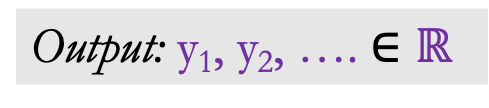 Output: y₁, y₂, .... ∈ ℝ